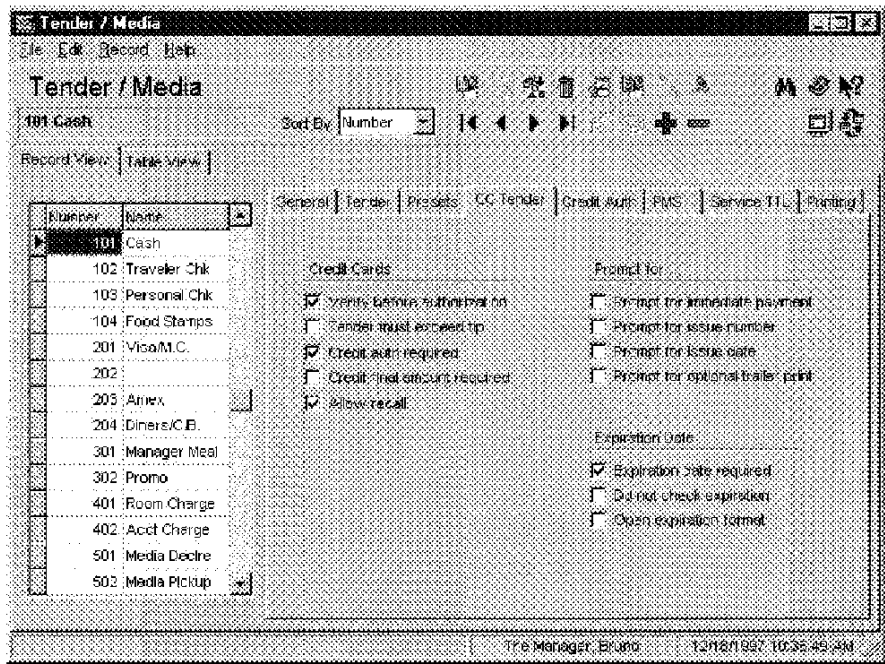 Tender / Media
File Edit Record Help
Tender / Media
101 Cash
Sort By Number
Record View Table View
General Tender Presets CC Tender Credit Auth PMS Service TTL Printing
Number Name
101 Cash
102 Traveler Chk
103 Personal Chk
104 Food Stamps
201 Visa/M.C.
202
203 Amex
204 Diners/C.B.
301 Manager Meal
302 Promo
401 Room Charge
402 Acct Charge
501 Media Declre
502 Media Pickup
Credit Cards
Verify before authorization
Tender must exceed tip
Credit auth required
Credit final amount required
Allow recall
Prompt for
Prompt for immediate payment
Prompt for issue number
Prompt for issue date
Prompt for optional trailer print
Expiration Date
Expiration date required
Do not check expiration
Open expiration format
The Manager, Bruno 12/18/1997 10:35:49 AM